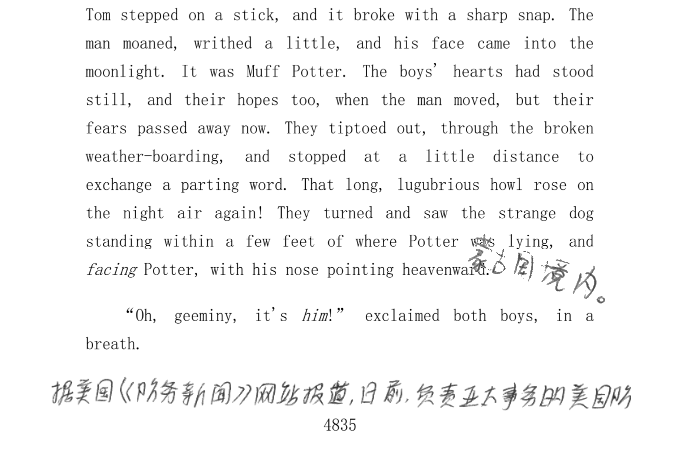 Tom stepped on a stick, and it broke with a sharp snap. The
man moaned, writhed a little, and his face came into the
moonlight. It was Muff Potter. The boys' hearts had stood
still, and their hopes too, when the man moved, but their
fears passed away now. They tiptoed out, through the broken
weather-boarding, and stopped at a little distance to
exchange a parting word. That long, lugubrious howl rose on
the night air again! They turned and saw the strange dog
standing within a few feet of where Potter was lying, and
facing Potter, with his nose pointing heavenward.
蒙古国境内。
“Oh, geeminy, it's him!” exclaimed both boys, in a
breath.
据美国《防务新闻》网站报道,日前,负责亚太事务的美国防
4835